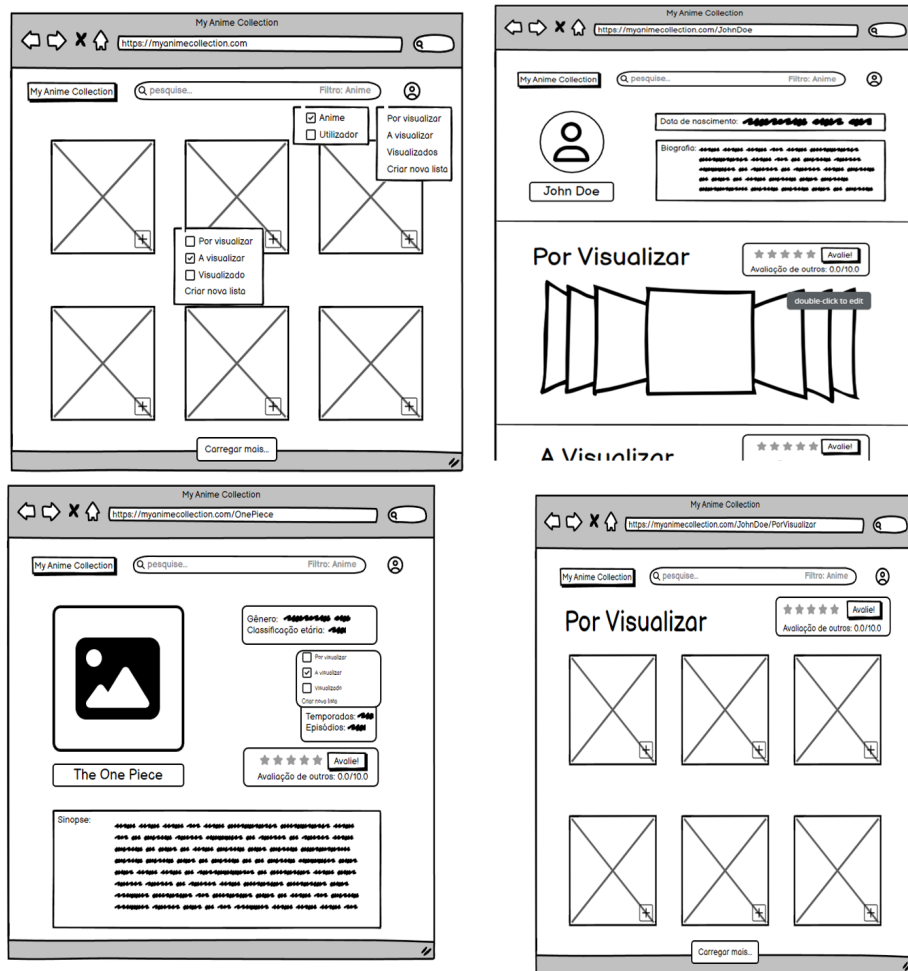 My Anime Collection
https://myanimecollection.com
My Anime Collection
pesquise...
Filtro: Anime
Anime
Utilizador
Por visualizar
A visualizar
Visualizados
Criar nova lista
Por visualizar
A visualizar
Visualizado
Criar nova lista
Carregar mais...
My Anime Collection
https://myanimecollection.com/JohnDoe
My Anime Collection
pesquise...
Filtro: Anime
John Doe
Data de nascimento:
Biografia:
Por Visualizar
Avalie!
Avaliação de outros: 0.0/10.0
double-click to edit
A Visualizar
Avalie!
My Anime Collection
https://myanimecollection.com/OnePiece
My Anime Collection
pesquise...
Filtro: Anime
The One Piece
Gênero:
Classificação etária:
Por visualizar
A visualizar
Visualizado
Criar nova lista
Temporadas:
Episódios:
Avalie!
Avaliação de outros: 0.0/10.0
Sinopse:
My Anime Collection
https://myanimecollection.com/JohnDoe/PorVisualizar
My Anime Collection
pesquise...
Filtro: Anime
Por Visualizar
Avalie!
Avaliação de outros: 0.0/10.0
Carregar mais...